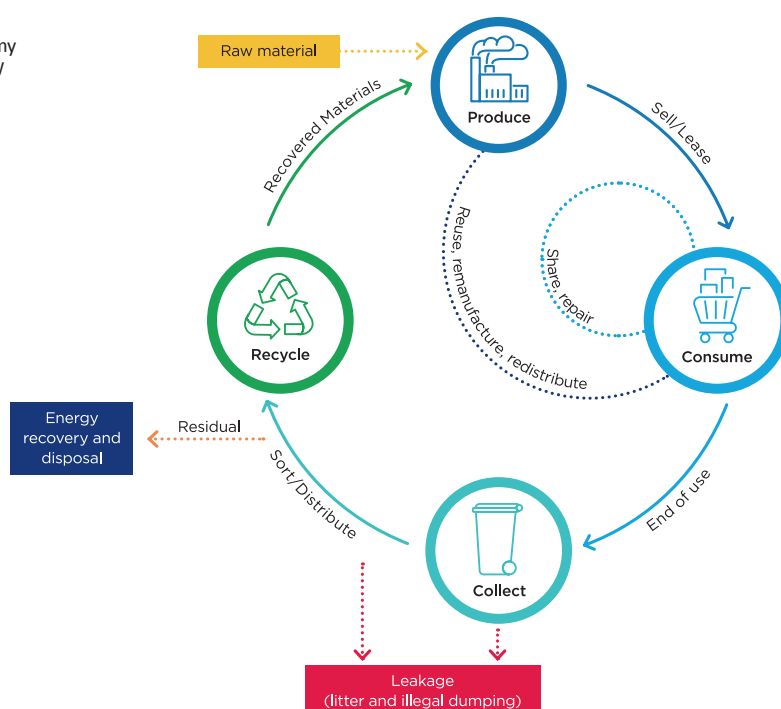 my
Raw material
Produce
Recovered Materials
Sell/Lease
Reuse, remanufacture, redistribute
Share, repair
Recycle
Consume
Energy
recovery and
disposal
Residual
Sort/Distribute
End of use
Collect
Leakage
(litter and illegal dumping)